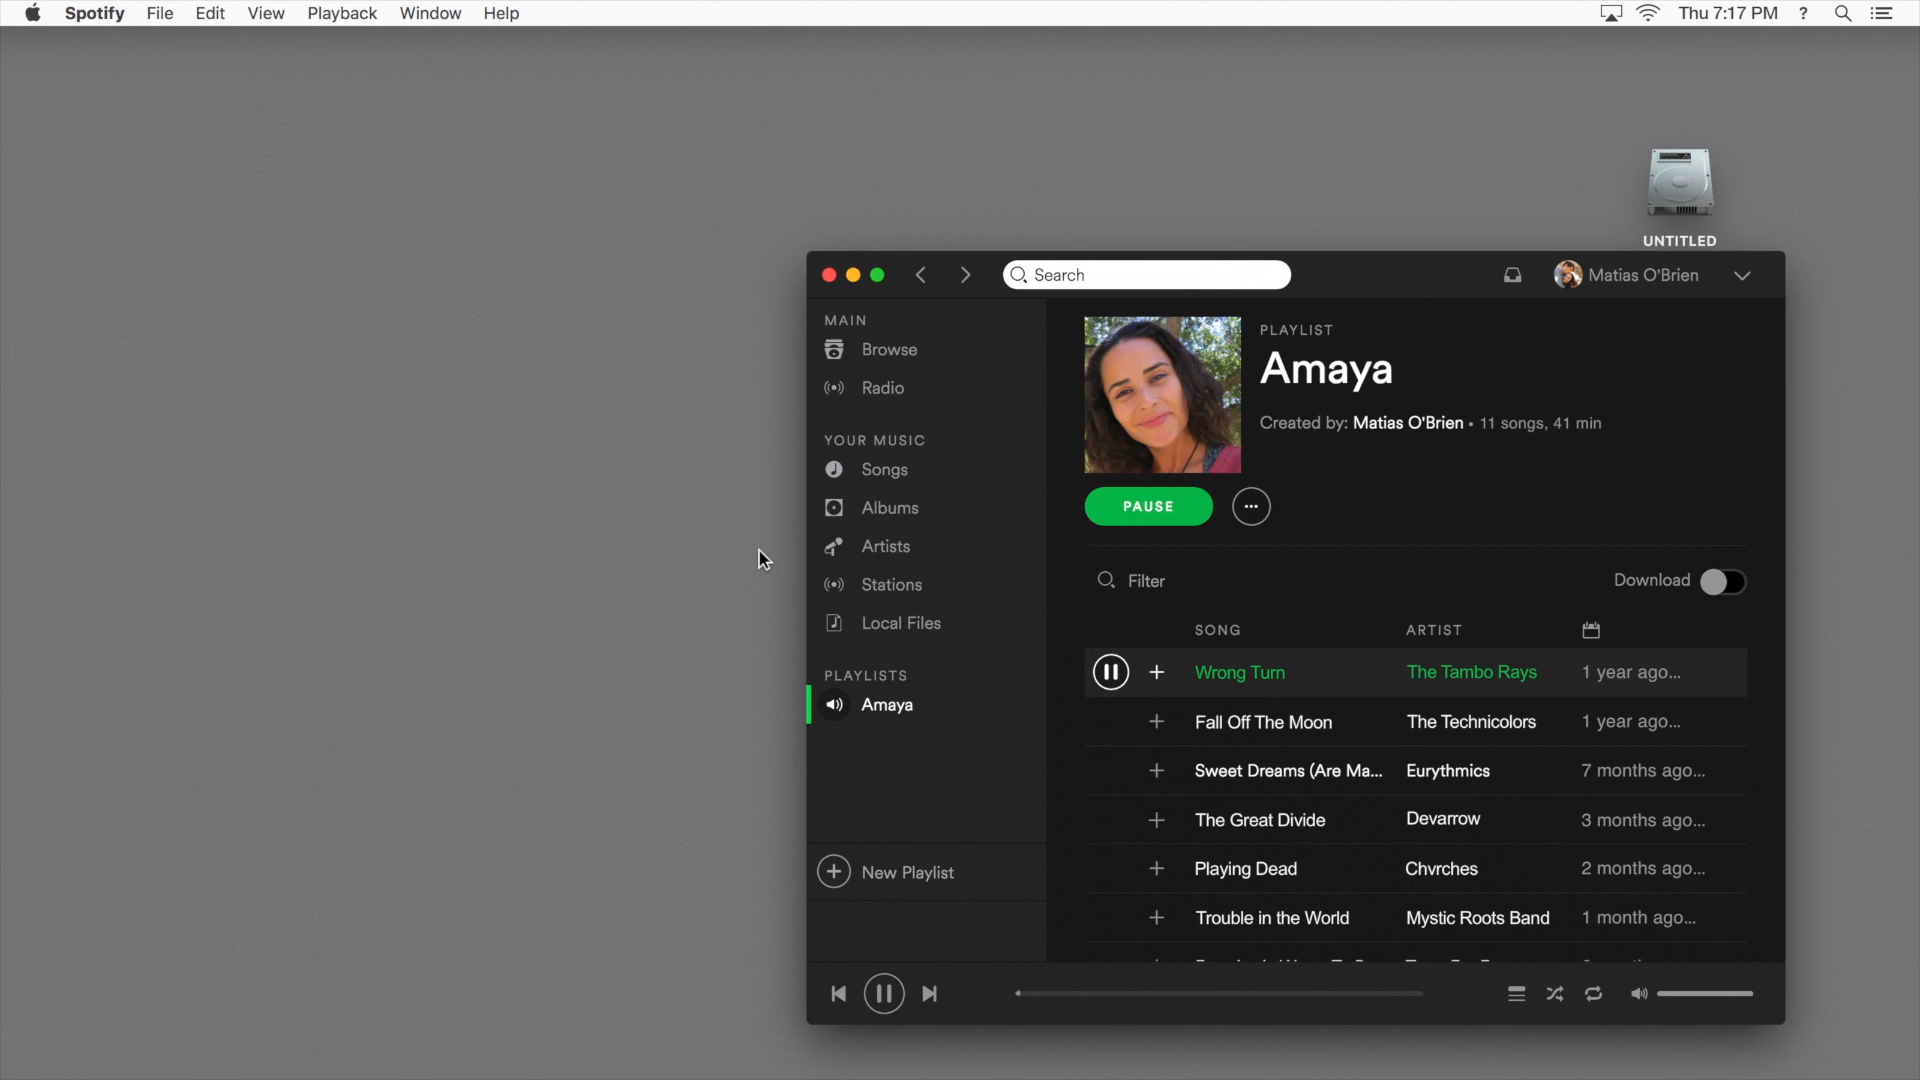 Spotify File Edit View Playback Window Help
Thu 7:17 PM ?
UNTITLED
Search
Matias O'Brien
MAIN
Browse
Radio
YOUR MUSIC
Songs
Albums
Artists
Stations
Local Files
PLAYLISTS
Amaya
New Playlist
PLAYLIST
Amaya
Created by: Matias O'Brien • 11 songs, 41 min
PAUSE
Filter
Download
SONG ARTIST
Wrong Turn The Tambo Rays 1 year ago...
Fall Off The Moon The Technicolors 1 year ago...
Sweet Dreams (Are Ma... Eurythmics 7 months ago...
The Great Divide Devarrow 3 months ago...
Playing Dead Chvrches 2 months ago...
Trouble in the World Mystic Roots Band 1 month ago...